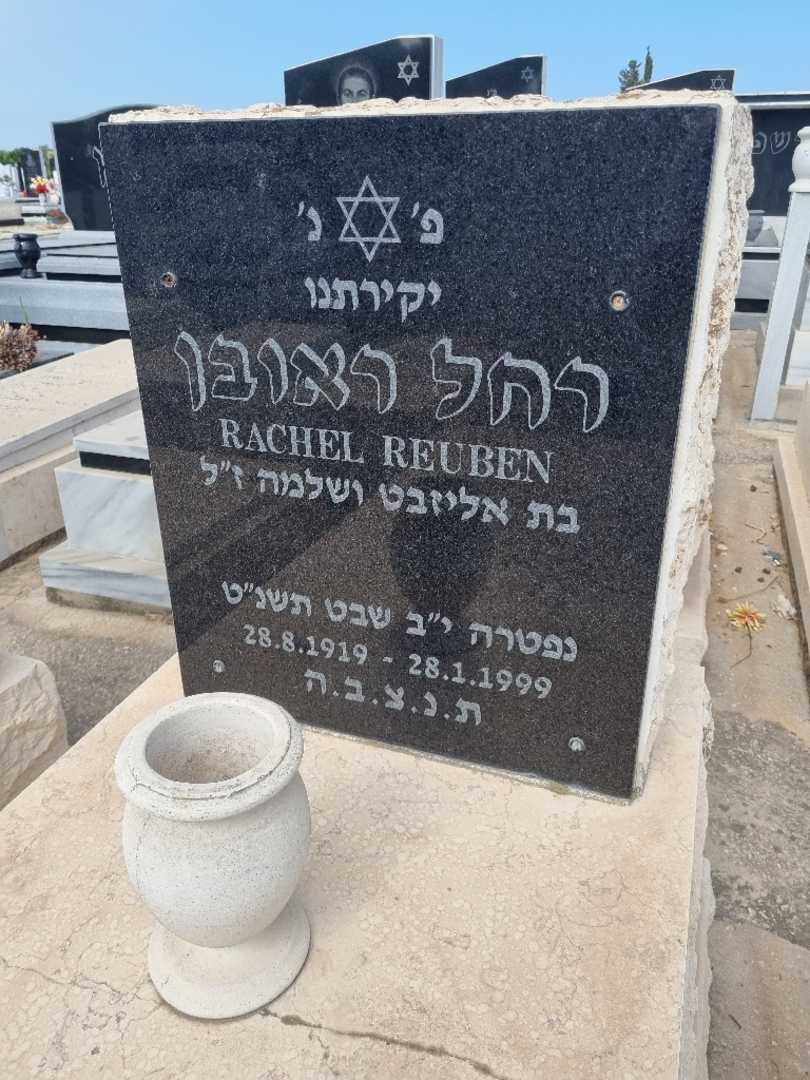 פ' נ'
יקירתנו
רחל ראובן
RACHEL REUBEN
בת אליזבט ושלמה ז"ל
נפטרה י"ב שבט תשנ"ט
28.8.1919 - 28.1.1999
ת.נ.צ.ב.ה